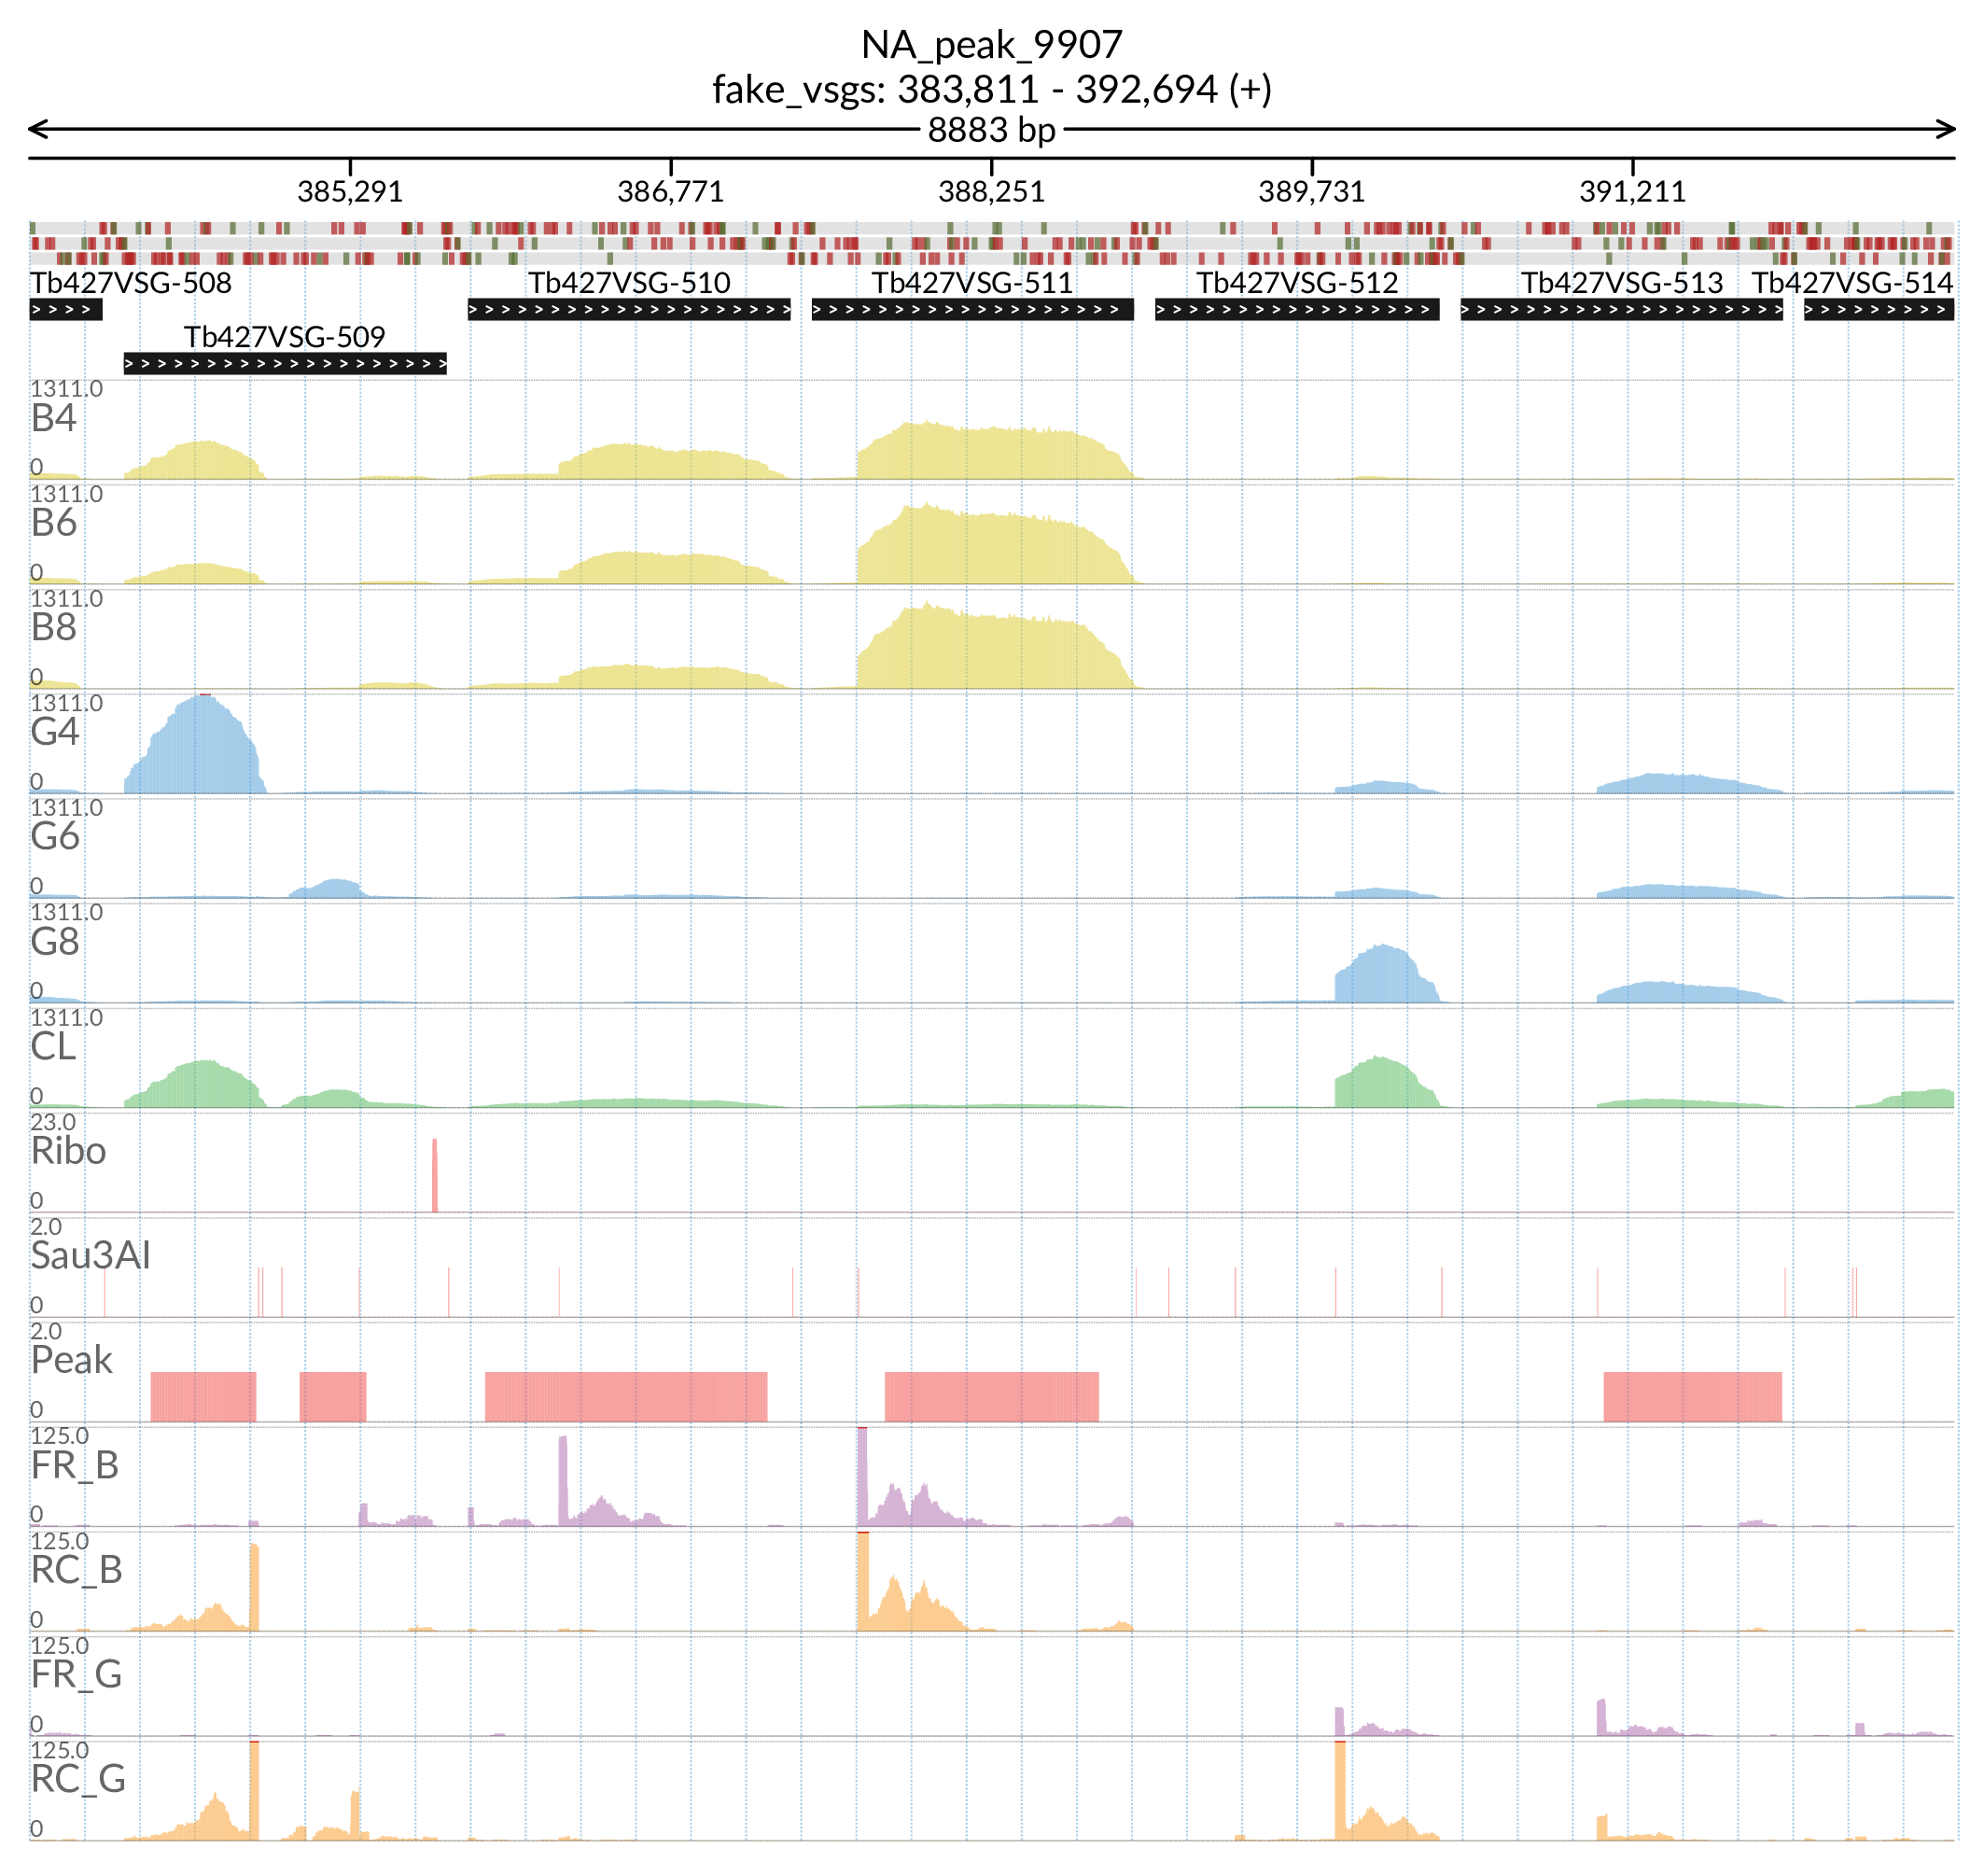 NA_peak_9907
fake_vsgs: 383,811 - 392,694 (+)
8883 bp
385,291 386,771 388,251 389,731 391,211
Tb427VSG-508 Tb427VSG-510 Tb427VSG-511 Tb427VSG-512 Tb427VSG-513 Tb427VSG-514
Tb427VSG-509
1311.0
B4
0
1311.0
B6
0
1311.0
B8
0
1311.0
G4
0
1311.0
G6
0
1311.0
G8
0
1311.0
CL
0
23.0
Ribo
0
2.0
Sau3AI
0
2.0
Peak
0
125.0
FR_B
0
125.0
RC_B
0
125.0
FR_G
0
125.0
RC_G
0